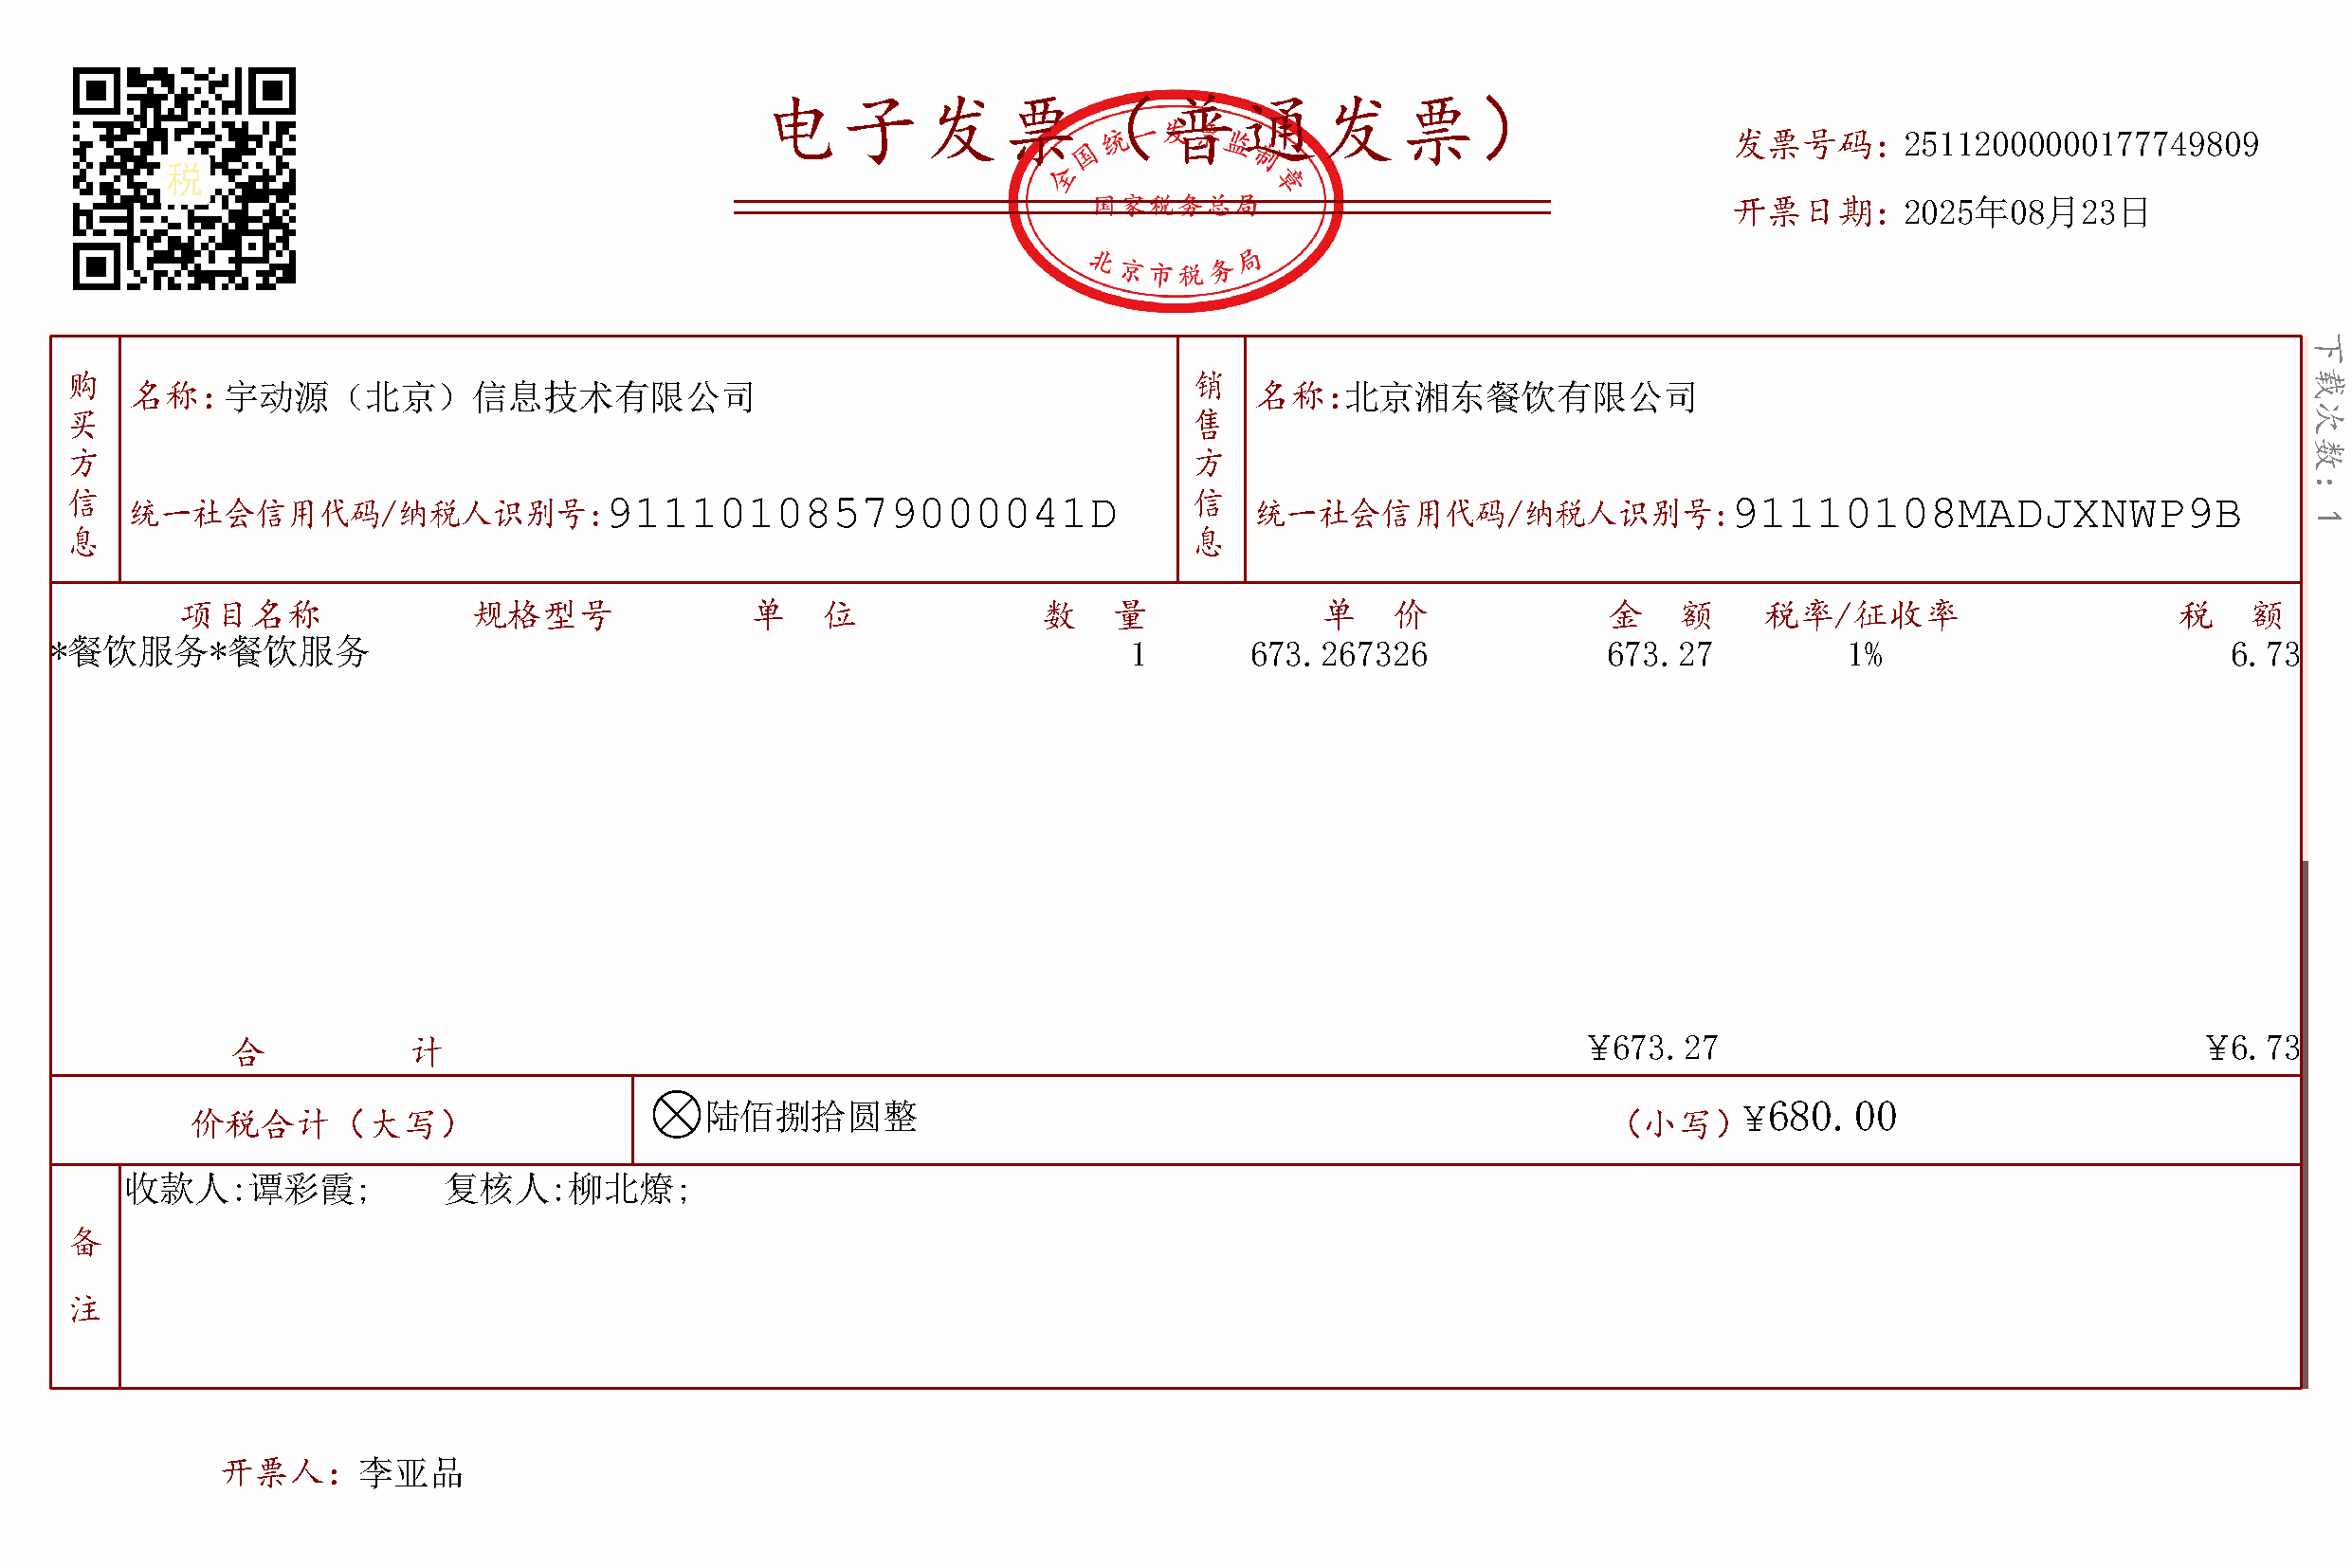 税
电子发票（普通发票）
全国统一发票监制章
国家税务总局
北京市税务局
发票号码：25112000000177749809
开票日期：2025年08月23日
下载次数：1
购买方信息
名称：宇动源（北京）信息技术有限公司
统一社会信用代码/纳税人识别号：91110108579000041D
销售方信息
名称：北京湘东餐饮有限公司
统一社会信用代码/纳税人识别号：91110108MADJXNWP9B
项目名称 规格型号 单位 数量 单价 金额 税率/征收率 税额
*餐饮服务*餐饮服务 1 673.267326 673.27 1% 6.73
合计 ¥673.27 ¥6.73
价税合计（大写） ⊗陆佰捌拾圆整 （小写）¥680.00
备注
收款人:谭彩霞; 复核人:柳北燎;
开票人：李亚品